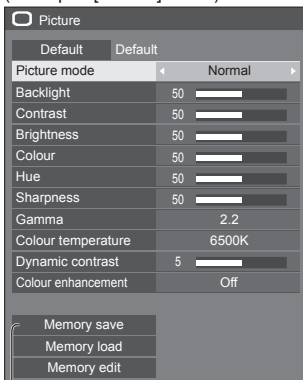 Picture
Default Default
Picture mode Normal
Backlight 50
Contrast 50
Brightness 50
Colour 50
Hue 50
Sharpness 50
Gamma 2.2
Colour temperature 6500K
Dynamic contrast 5
Colour enhancement Off
Memory save
Memory load
Memory edit